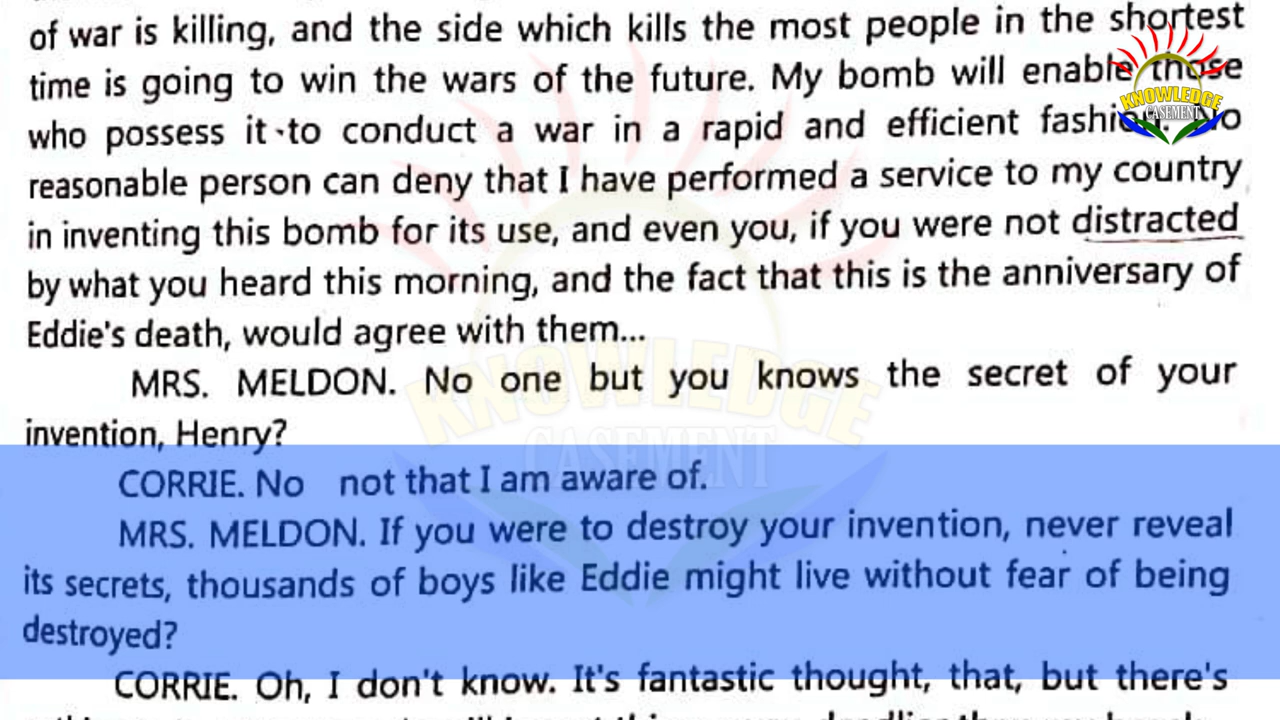 of war is killing, and the side which kills the most people in the shortest
time is going to win the wars of the future. My bomb will enable those
who possess it to conduct a war in a rapid and efficient fashion. No
reasonable person can deny that I have performed a service to my country
in inventing this bomb for its use, and even you, if you were not distracted
by what you heard this morning, and the fact that this is the anniversary of
Eddie's death, would agree with them...
MRS. MELDON. No one but you knows the secret of your
invention, Henry?
CORRIE. No not that I am aware of.
MRS. MELDON. If you were to destroy your invention, never reveal
its secrets, thousands of boys like Eddie might live without fear of being
destroyed?
CORRIE. Oh, I don't know. It's fantastic thought, that, but there's
KNOWLEDGE
CASEMENT
KNOWLEDGE
CASEMENT